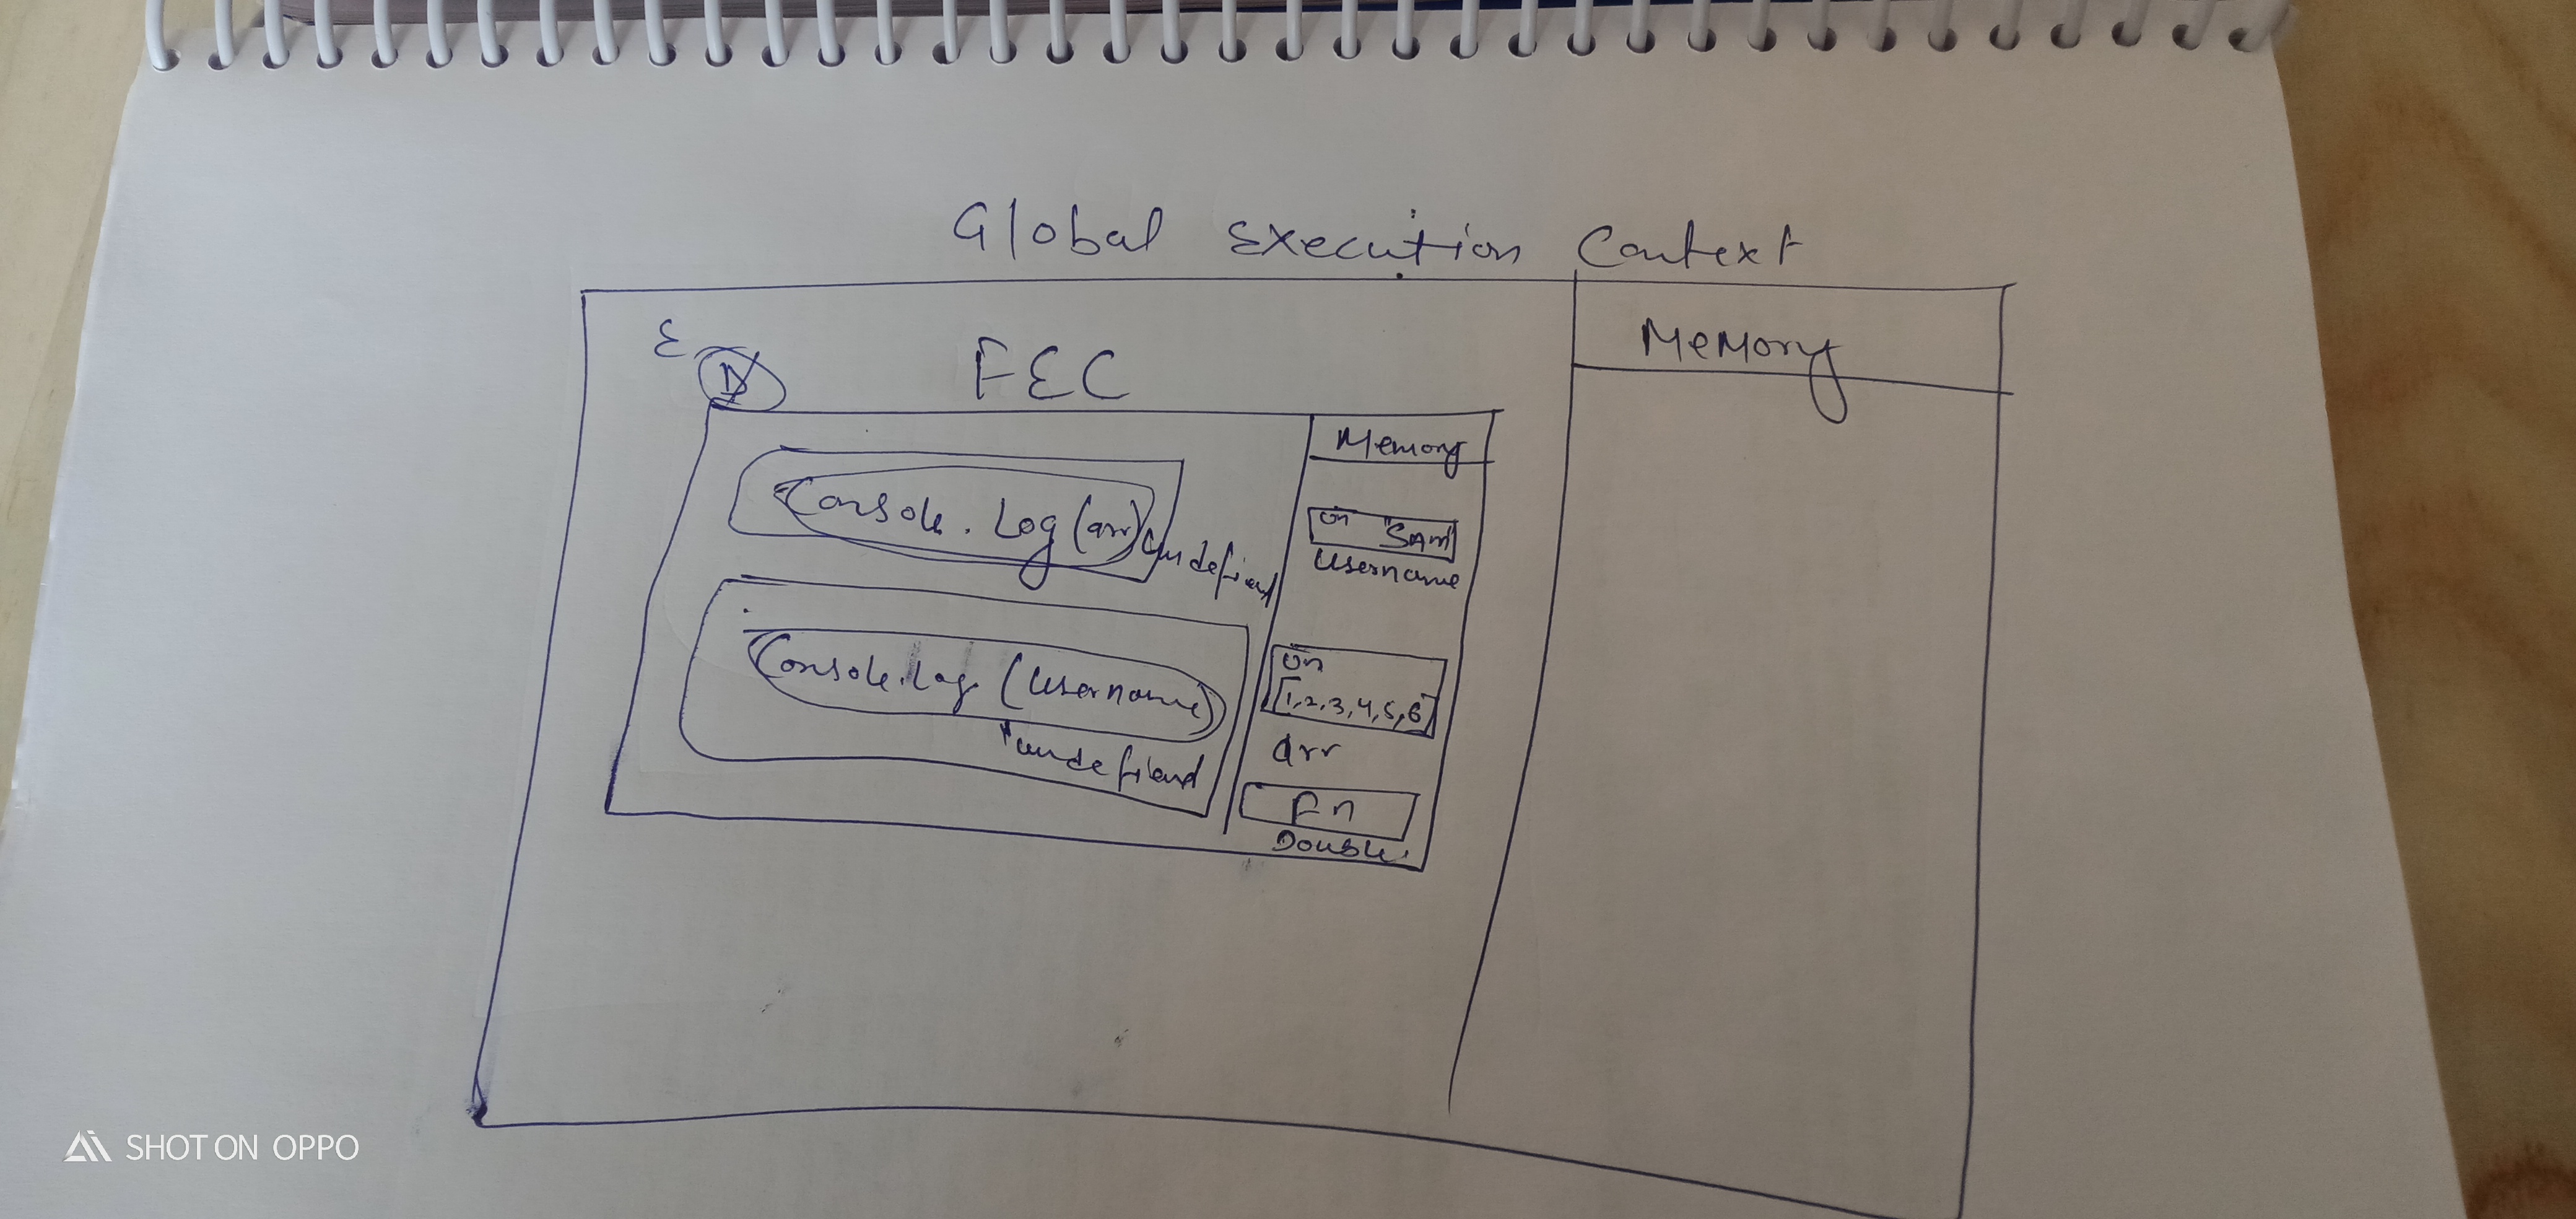 Global Execution Context
E
D
FEC
Memory
Memory
Console.Log(arr)
undefiend
un "SAM"
Username
Console.Log(Username)
undefiend
un
[1,2,3,4,5,6]
arr
Fn
Double
SHOT ON OPPO